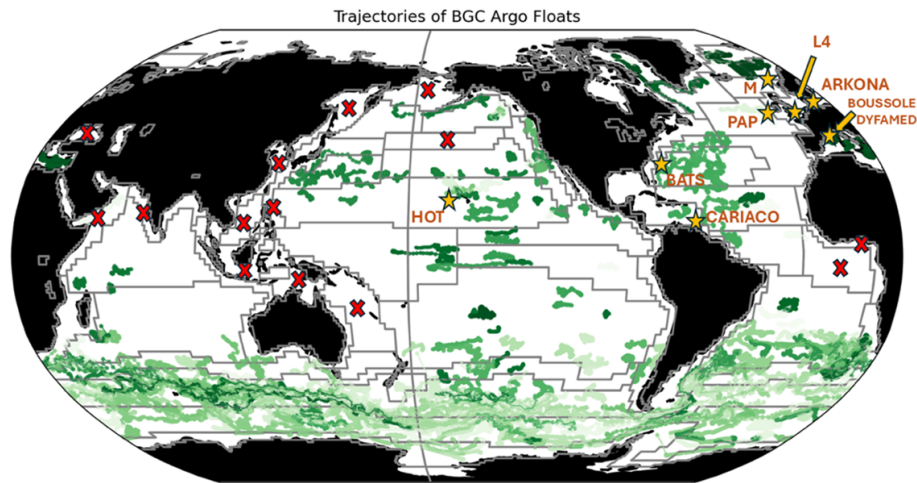 Trajectories of BGC Argo Floats
L4
M
ARKONA
BOUSSOLE
DYFAMED
PAP
BATS
HOT
CARIACO